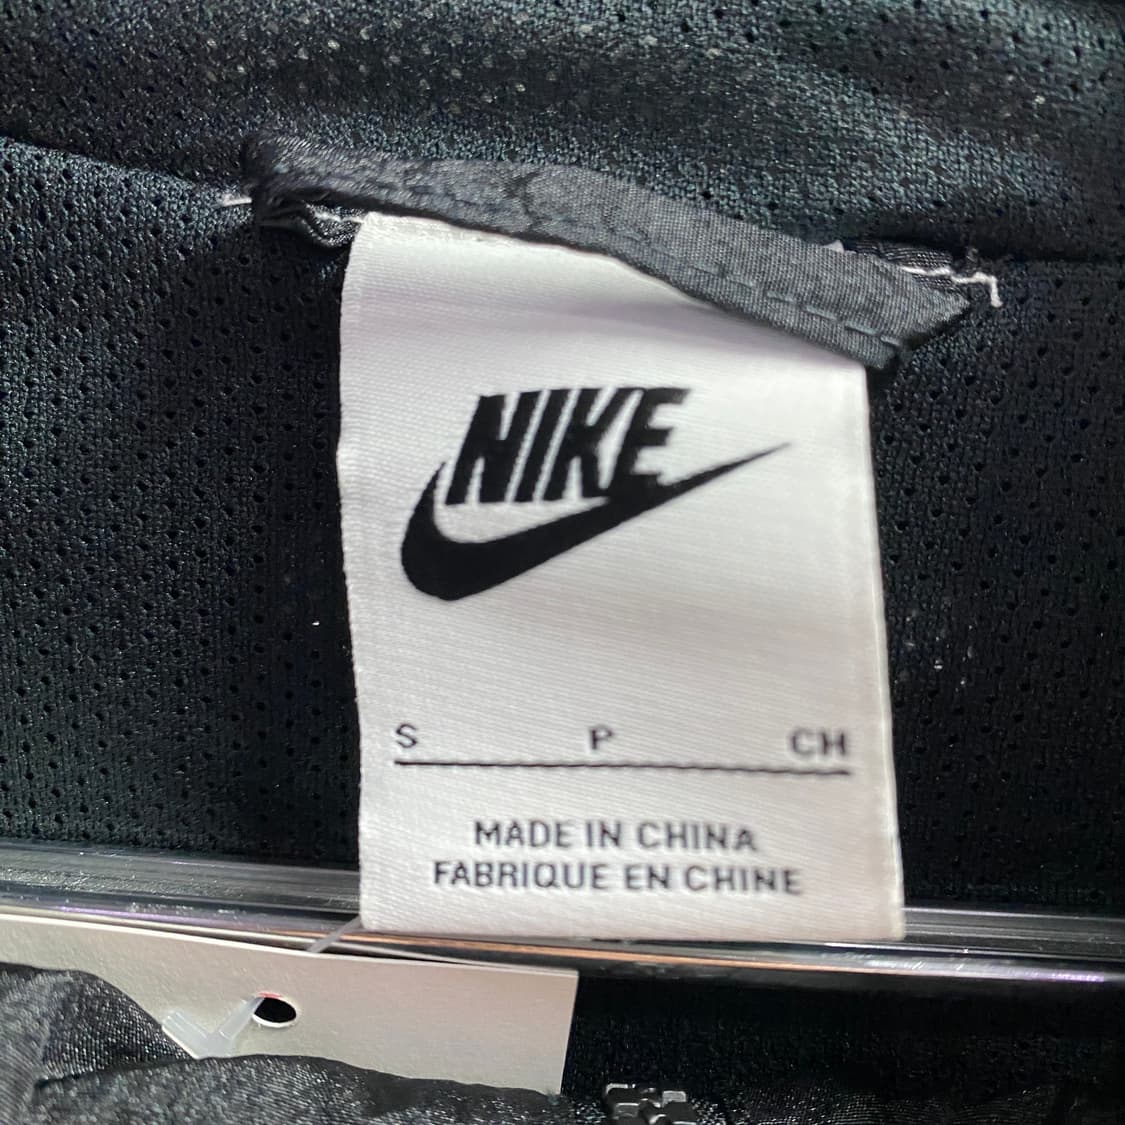 NIKE
S P CH
MADE IN CHINA
FABRIQUE EN CHINE